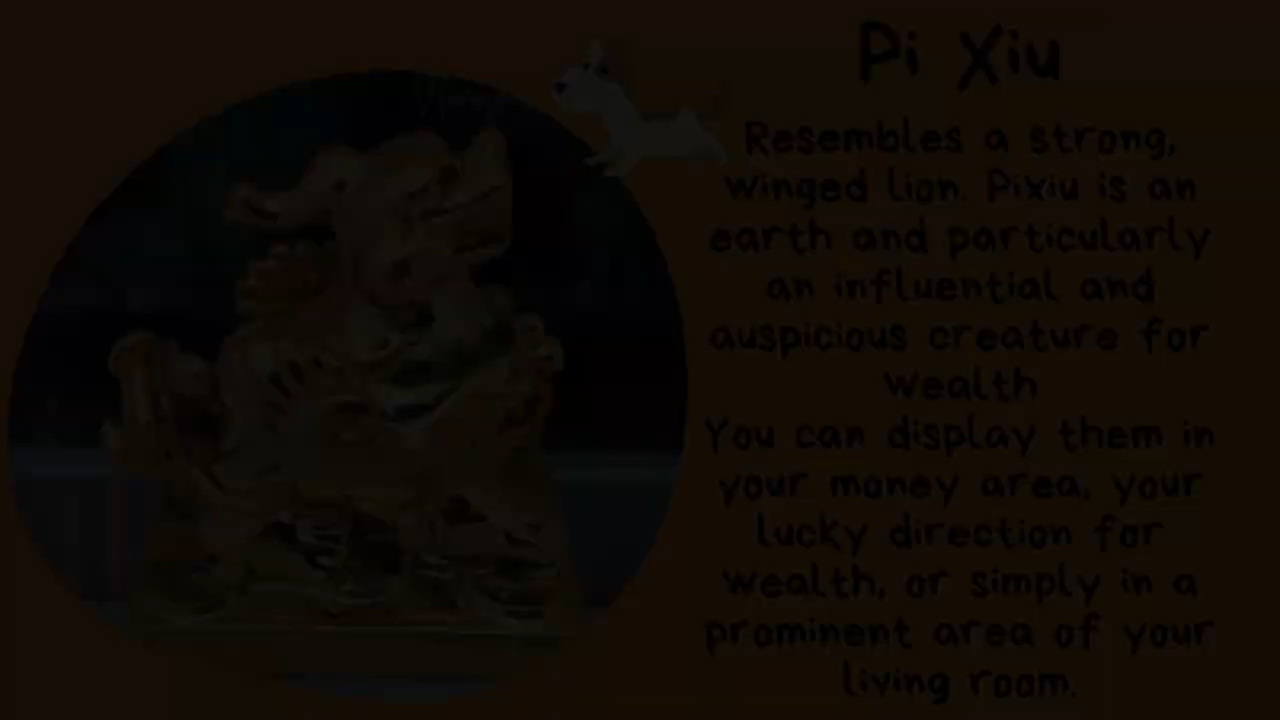 Pi Xiu
Resembles a strong,
winged lion. Pixiu is an
earth and particularly
an influential and
auspicious creature for
wealth
You can display them in
your money area, your
lucky direction for
wealth, or simply in a
prominent area of your
living room.